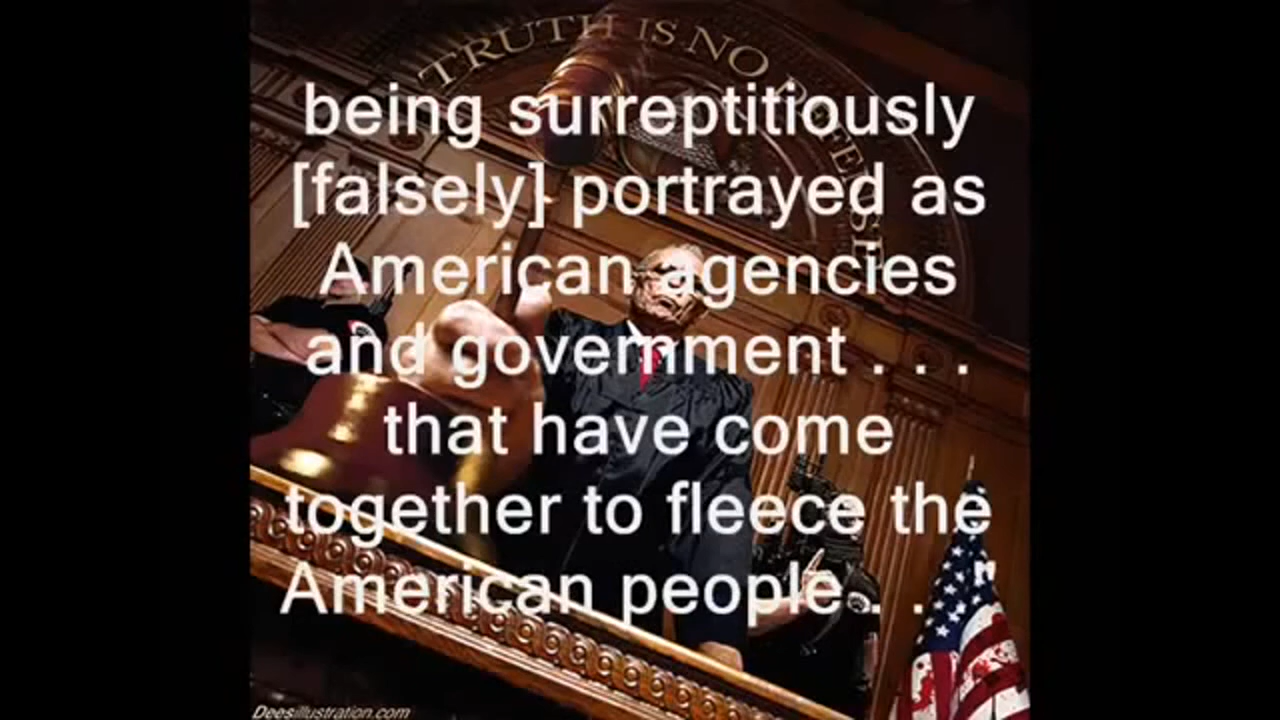 TRUTH IS NO DEFENSE
being surreptitiously
[falsely] portrayed as
American agencies
and government . . .
that have come
together to fleece the
American people . . ."
Deesillustration.com